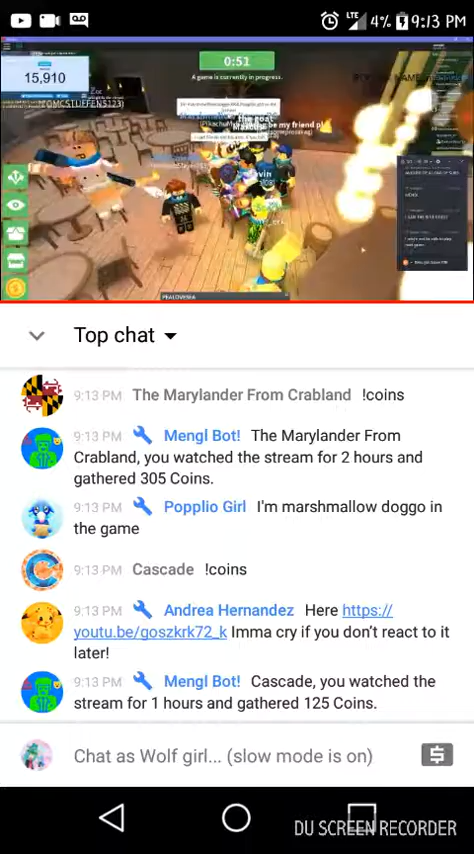 LTE 4% 9:13 PM
15,910
0:51
A game is currently in progress.
MCSTUFFENS123)
Top chat
9:13 PM The Marylander From Crabland !coins
9:13 PM Mengl Bot! The Marylander From
Crabland, you watched the stream for 2 hours and
gathered 305 Coins.
9:13 PM Popplio Girl I'm marshmallow doggo in
the game
9:13 PM Cascade !coins
9:13 PM Andrea Hernandez Here https://
youtu.be/goszkrk72_k Imma cry if you don’t react to it
later!
9:13 PM Mengl Bot! Cascade, you watched the
stream for 1 hours and gathered 125 Coins.
Chat as Wolf girl... (slow mode is on)
DU SCREEN RECORDER